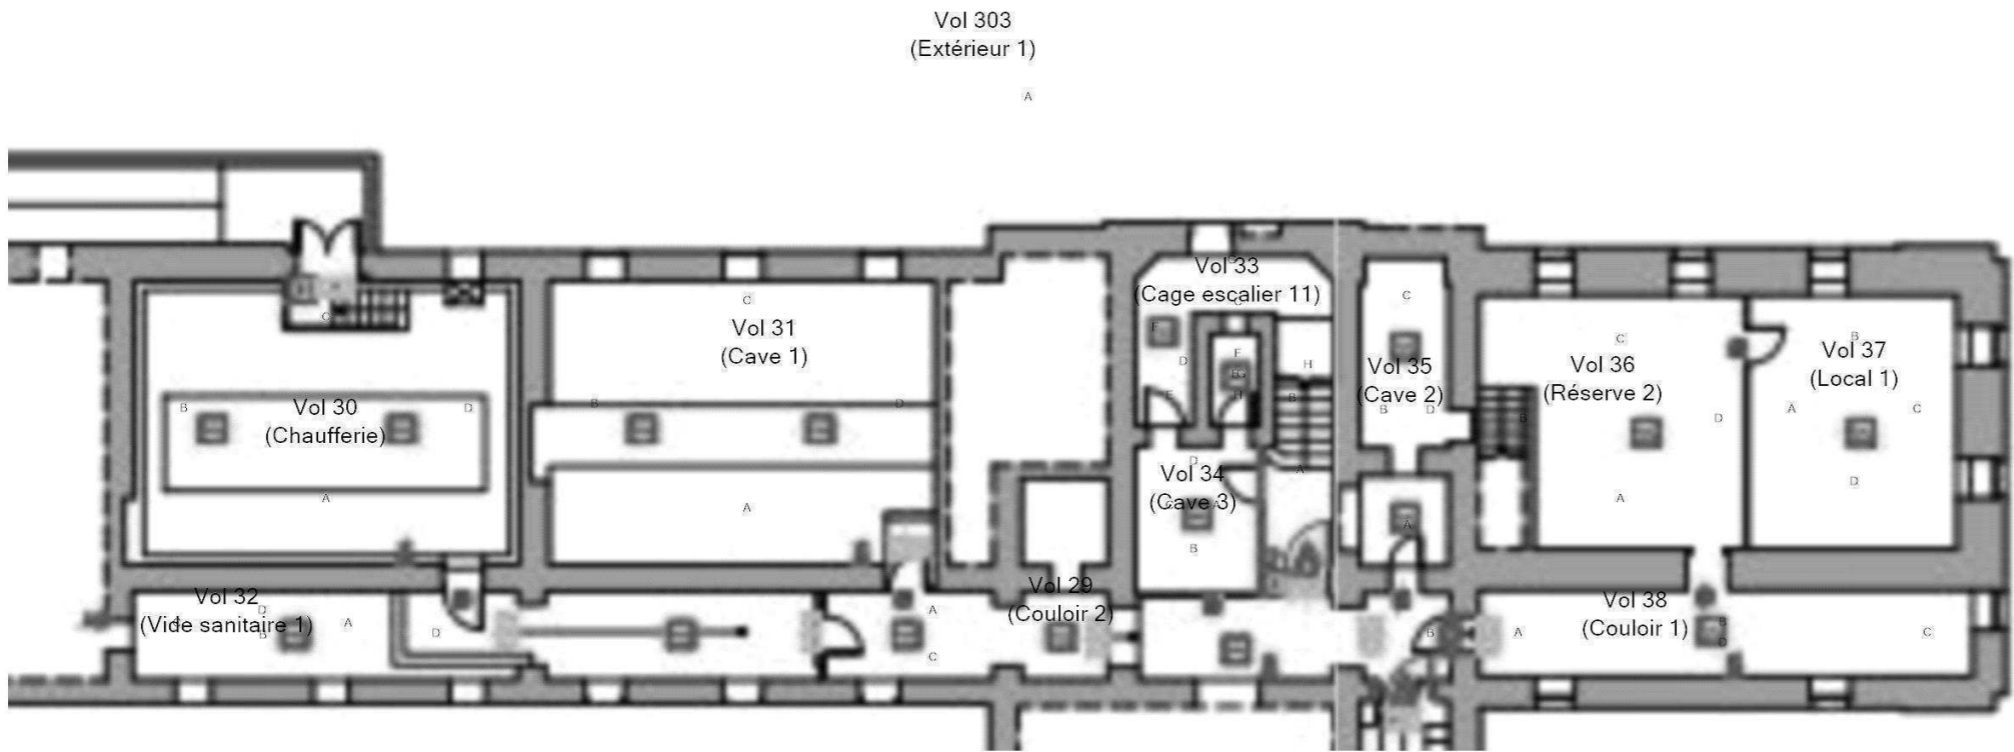 Vol 303
(Extérieur 1)
A
Vol 33
(Cage escalier 11)
C
Vol 31
(Cave 1)
C
Vol 35
(Cave 2)
C
Vol 36
(Réserve 2)
C
Vol 37
(Local 1)
B
D
F
H
Vol 30
(Chaufferie)
B
D
C
B
D
B
B
D
B
D
A
C
Vol 34
(Cave 3)
D
A
B
A
A
A
A
D
Vol 32
(Vide sanitaire 1)
D
B
A
D
Vol 29
(Couloir 2)
A
C
Vol 38
(Couloir 1)
B
A
B
D
C